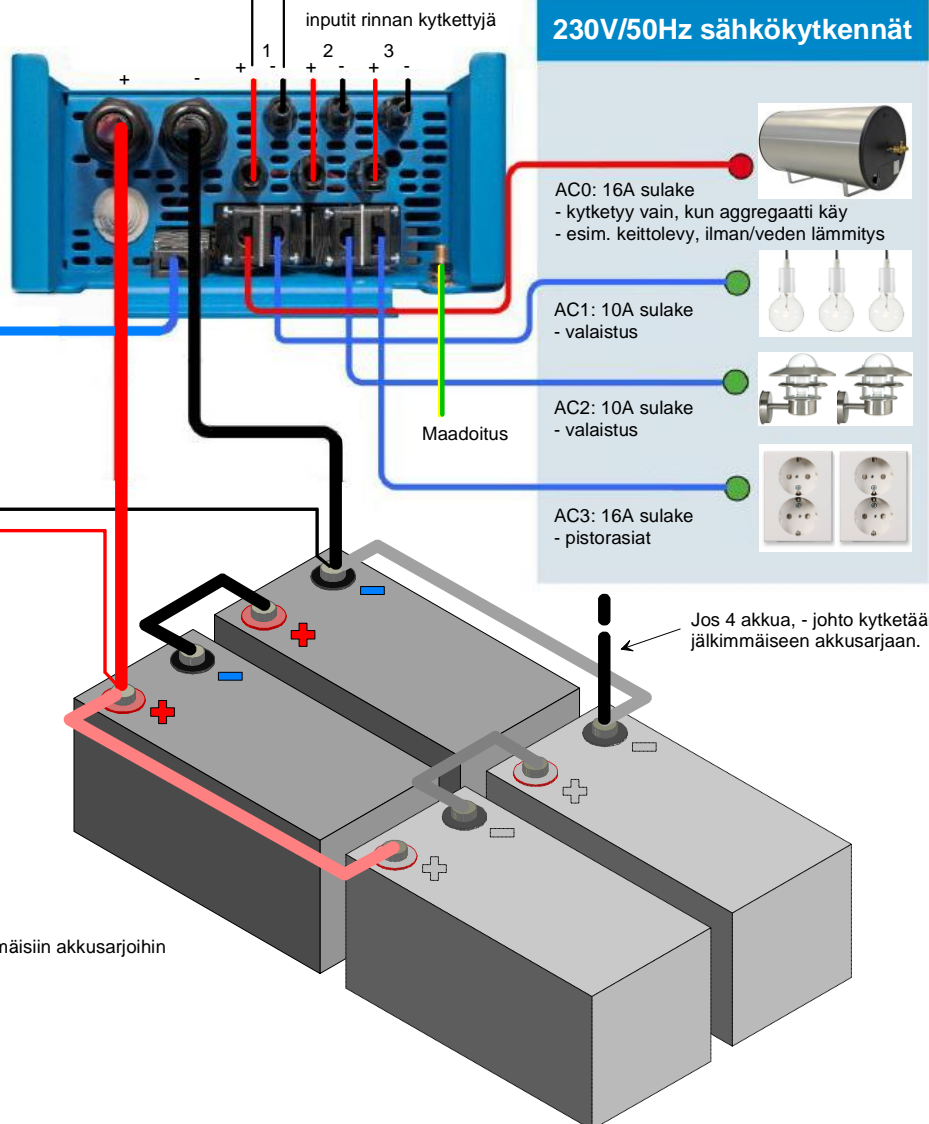 inputit rinnan kytkettyjä
1 2 3
+ - + - + -
+ -
230V/50Hz sähkökytkennät
AC0: 16A sulake
- kytketyy vain, kun aggregaatti käy
- esim. keittolevy, ilman/veden lämmitys
AC1: 10A sulake
- valaistus
AC2: 10A sulake
- valaistus
AC3: 16A sulake
- pistorasiat
Maadoitus
Jos 4 akkua, - johto kytketää
jälkimmäiseen akkusarjaan.
mäisiin akkusarjoihin